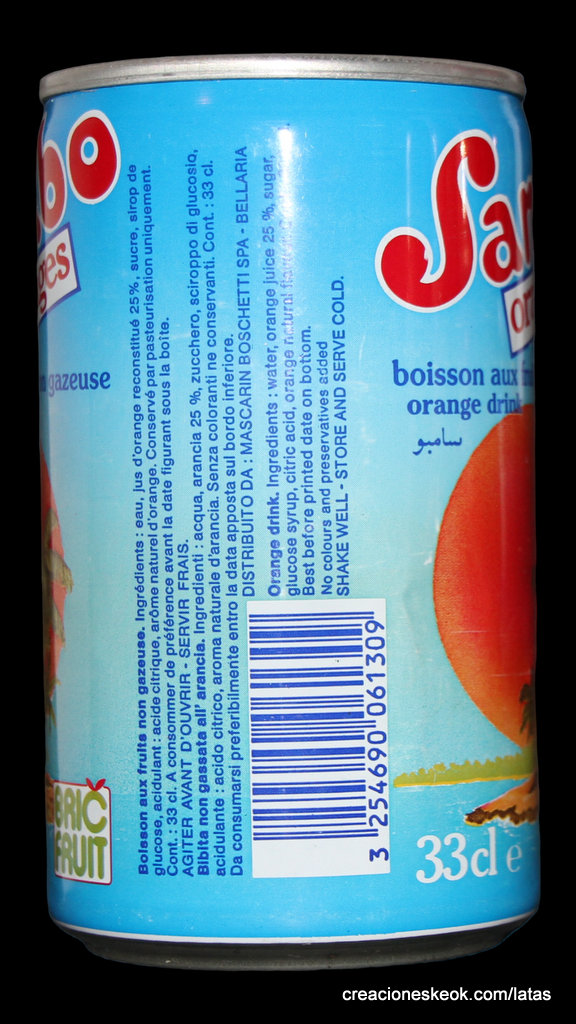 bo
ges
gazeuse
BRIC
FRUIT
Boisson aux fruits non gazeuse. Ingrédients : eau, jus d'orange reconstitué 25%, sucre, sirop de
glucose, acidulant : acide citrique, arôme naturel d'orange. Conservé par pasteurisation uniquement.
Cont. : 33 cl. A consommer de préférence avant la date figurant sous la boîte.
AGITER AVANT D'OUVRIR - SERVIR FRAIS.
Bibita non gassata all' arancia. Ingredienti : acqua, arancia 25 %, zucchero, sciroppo di glucosio,
acidulante : acido citrico, aroma naturale d'arancia. Senza coloranti ne conservanti. Cont. : 33 cl.
Da consumarsi preferibilmente entro la data apposta sul bordo inferiore.
DISTRIBUITO DA : MASCARIN BOSCHETTI SPA - BELLARIA
Orange drink. Ingredients : water, orange juice 25 %, sugar,
glucose syrup, citric acid, orange natural
Best before printed date on bottom.
No colours and preservatives added
SHAKE WELL - STORE AND SERVE COLD.
3 254690 061309
San
or
boisson aux
orange drink
سامبو
33cl e
creacioneskeok.com/latas